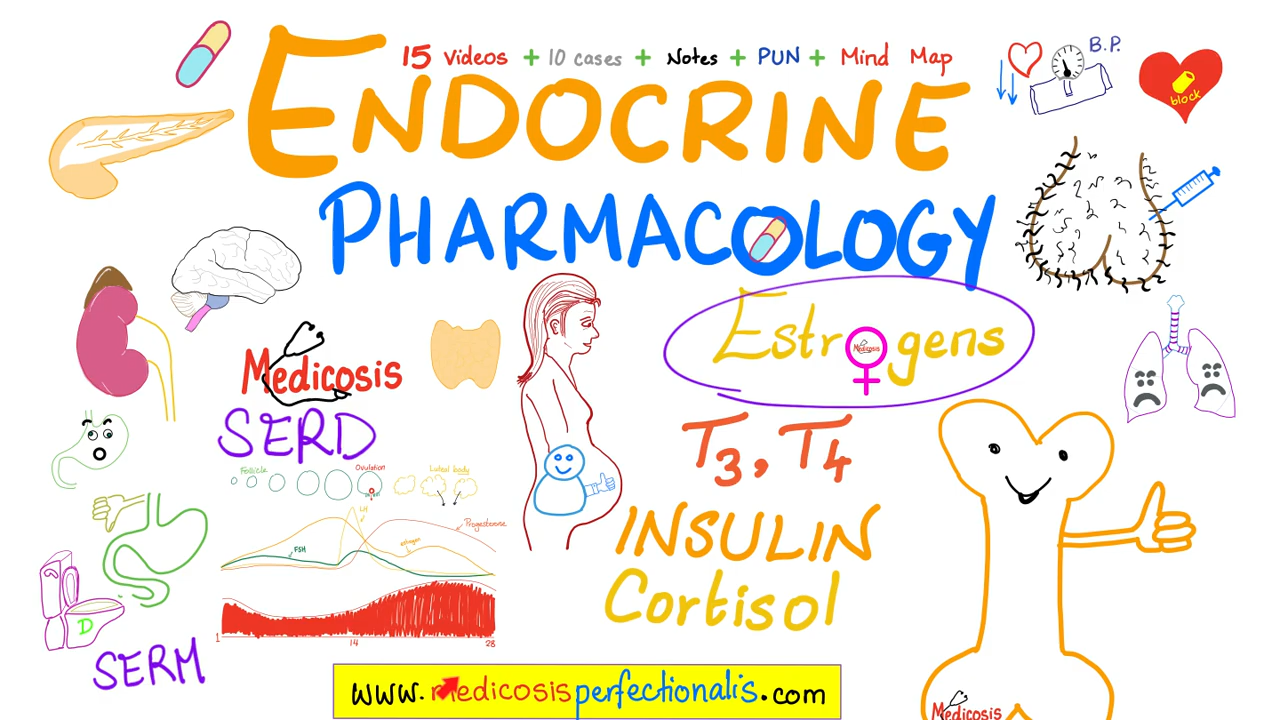 15 Videos + 10 cases + Notes + PUN + Mind Map
B.P.
block
ENDOCRINE
PHARMACOLOGY
Estrogens
Medicosis
Medicosis
SERD
T3, T4
Follicle
Ovulation
Luteal body
LH
Progesterone
FSH
estrogen
INSULIN
Cortisol
D
1
14
28
SERM
www.medicosisperfectionalis.com
Medicosis